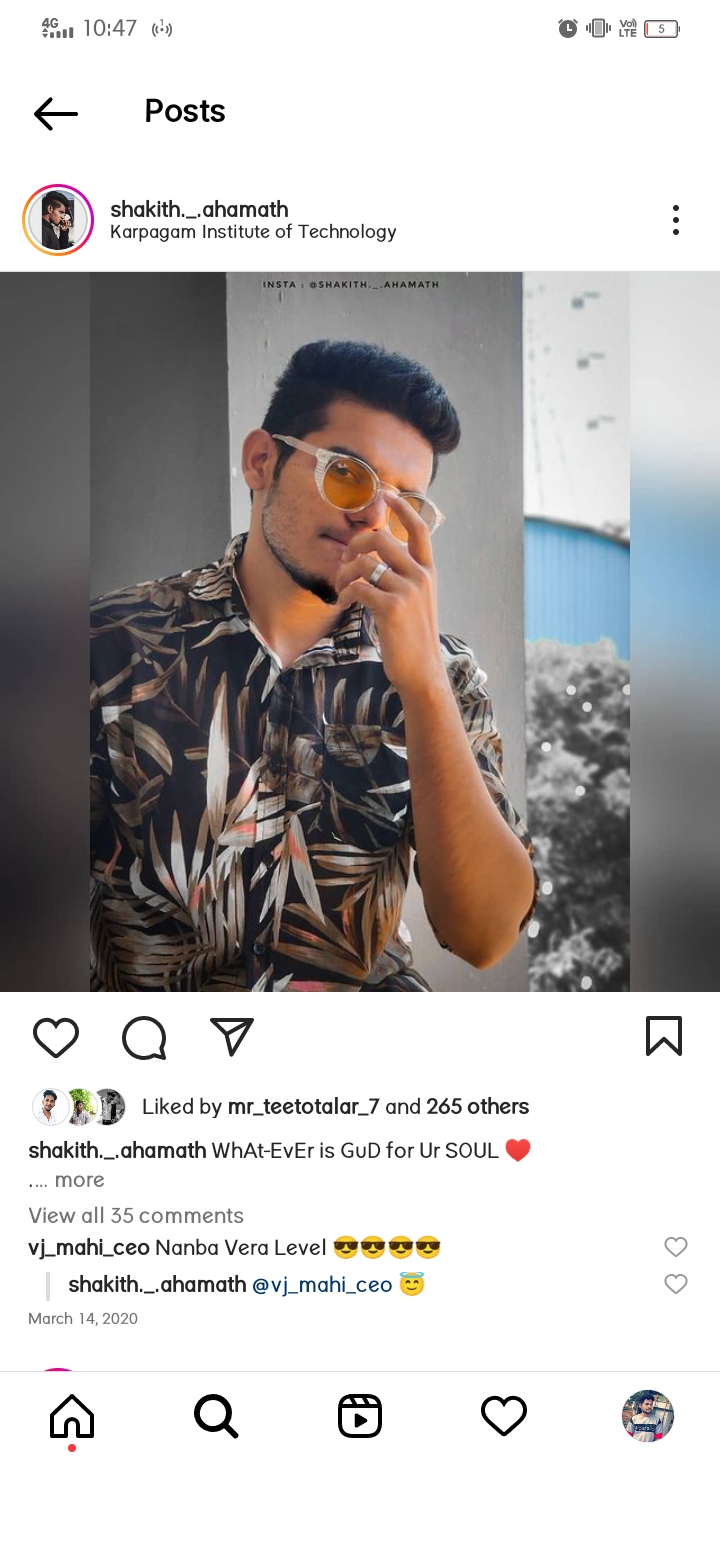 4G 10:47 VoD LTE 5
Posts
shakith._.ahamath
Karpagam Institute of Technology
INSTA : @SHAKITH._.AHAMATH
Liked by mr_teetotalar_7 and 265 others
shakith._.ahamath WhAt-EvEr is GuD for Ur SOUL ♥️
.... more
View all 35 comments
vj_mahi_ceo Nanba Vera Level 😎😎😎😎
shakith._.ahamath @vj_mahi_ceo 😇
March 14, 2020